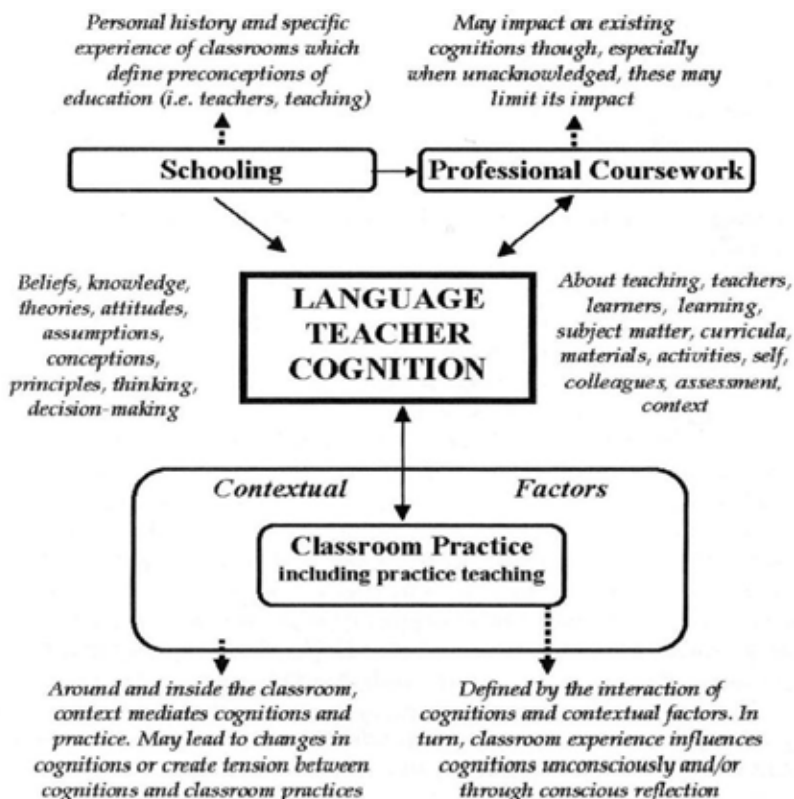 Personal history and specific
experience of classrooms which
define preconceptions of
education (i.e. teachers, teaching)
May impact on existing
cognitions though, especially
when unacknowledged, these may
limit its impact
Schooling
Professional Coursework
Beliefs, knowledge,
theories, attitudes,
assumptions,
conceptions,
principles, thinking,
decision-making
LANGUAGE
TEACHER
COGNITION
About teaching, teachers,
learners, learning,
subject matter, curricula,
materials, activities, self,
colleagues, assessment,
context
Contextual Factors
Classroom Practice
including practice teaching
Around and inside the classroom,
context mediates cognitions and
practice. May lead to changes in
cognitions or create tension between
cognitions and classroom practices
Defined by the interaction of
cognitions and contextual factors. In
turn, classroom experience influences
cognitions unconsciously and/or
through conscious reflection